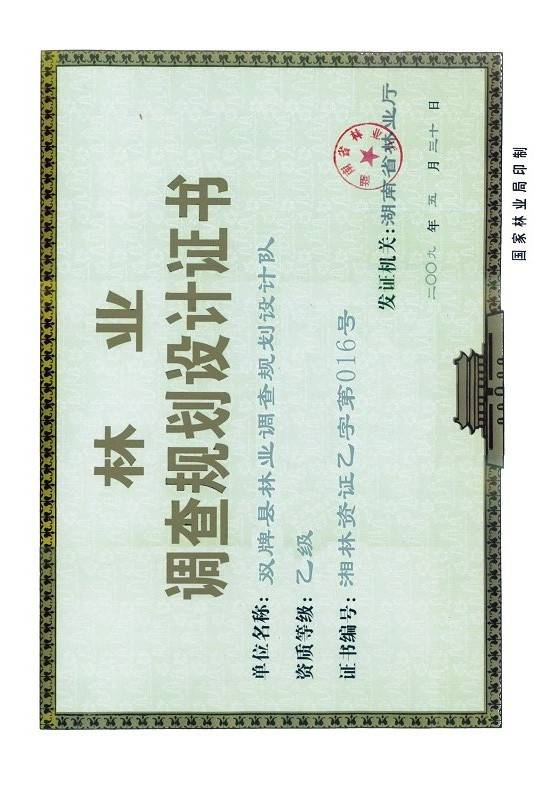 林业
调查规划设计证书
单位名称:双牌县林业调查规划设计队
资质等级:乙级
证书编号:湘林资证乙字第016号
发证机关:湖南省林业厅
二〇〇九年五月三十日
国家林业局印制